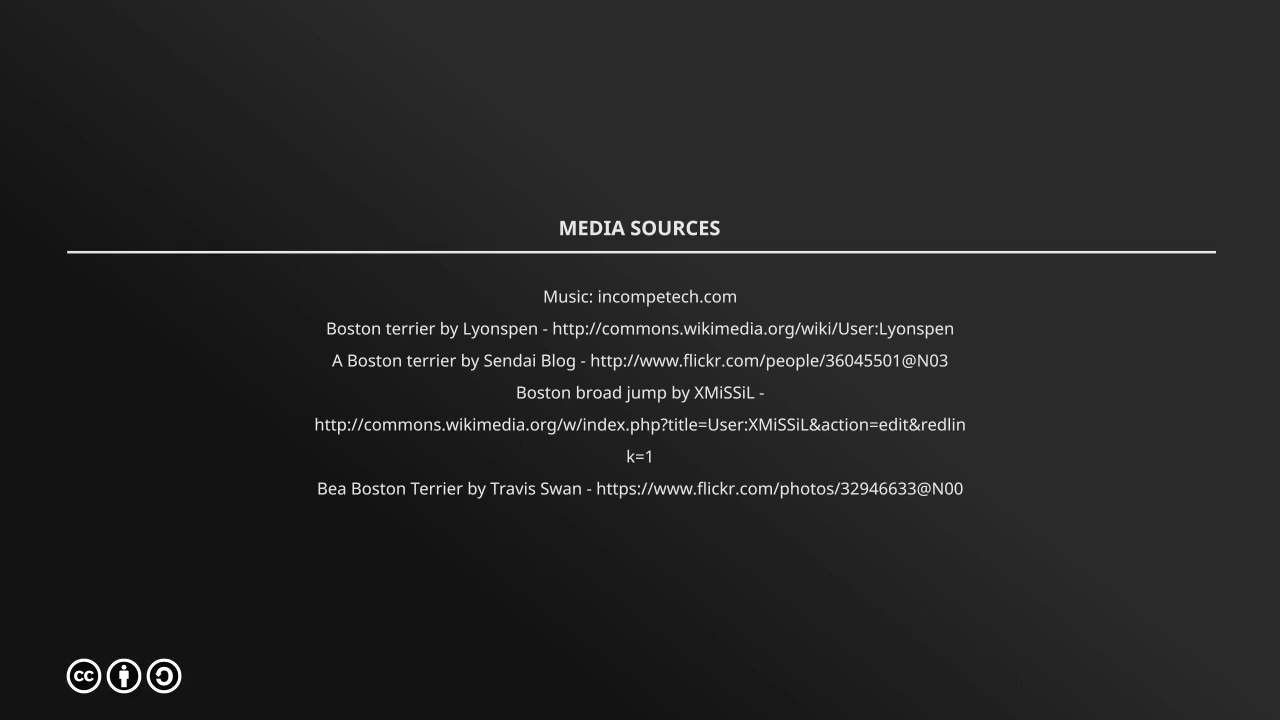 MEDIA SOURCES
Music: incompetech.com
Boston terrier by Lyonspen - http://commons.wikimedia.org/wiki/User:Lyonspen
A Boston terrier by Sendai Blog - http://www.flickr.com/people/36045501@N03
Boston broad jump by XMiSSiL -
http://commons.wikimedia.org/w/index.php?title=User:XMiSSiL&action=edit&redlin
k=1
Bea Boston Terrier by Travis Swan - https://www.flickr.com/photos/32946633@N00
cc